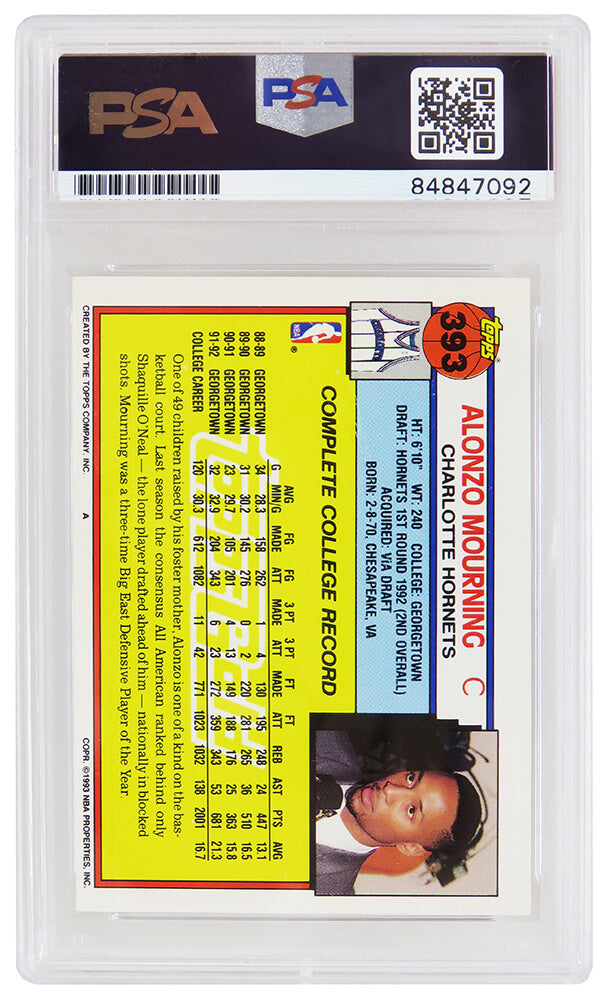 PSA
PSA
84847092
TOPPS®
393
ALONZO MOURNING C
CHARLOTTE HORNETS
HT: 6'10" WT: 240 COLLEGE: GEORGETOWN
DRAFT: HORNETS 1ST ROUND 1992 (2ND OVERALL)
ACQUIRED: VIA DRAFT
BORN: 2-8-70, CHESAPEAKE, VA
NBA ®
COMPLETE COLLEGE RECORD
AVG FG FG 3 PT 3 PT FT FT
G MIN/G MADE ATT MADE ATT MADE ATT REB AST PTS AVG
88-89 GEORGETOWN 34 28.3 158 262 1 4 130 195 248 24 447 13.1
89-90 GEORGETOWN 31 30.2 145 276 0 2 220 281 265 36 510 16.5
90-91 GEORGETOWN 23 29.7 105 201 4 13 149 188 176 25 363 15.8
91-92 GEORGETOWN 32 32.9 204 343 6 23 272 359 343 53 681 21.3
COLLEGE CAREER 120 30.3 612 1082 11 42 771 1023 1032 138 2001 16.7
ToppsGold
One of 49 children raised by his foster mother, Alonzo is one of a kind on the bas-
ketball court. Last season the consensus All American ranked behind only
Shaquille O'Neal — the lone player drafted ahead of him — nationally in blocked
shots. Mourning was a three-time Big East Defensive Player of the Year.
CREATED BY THE TOPPS COMPANY, INC. A COPR. ©1993 NBA PROPERTIES, INC.